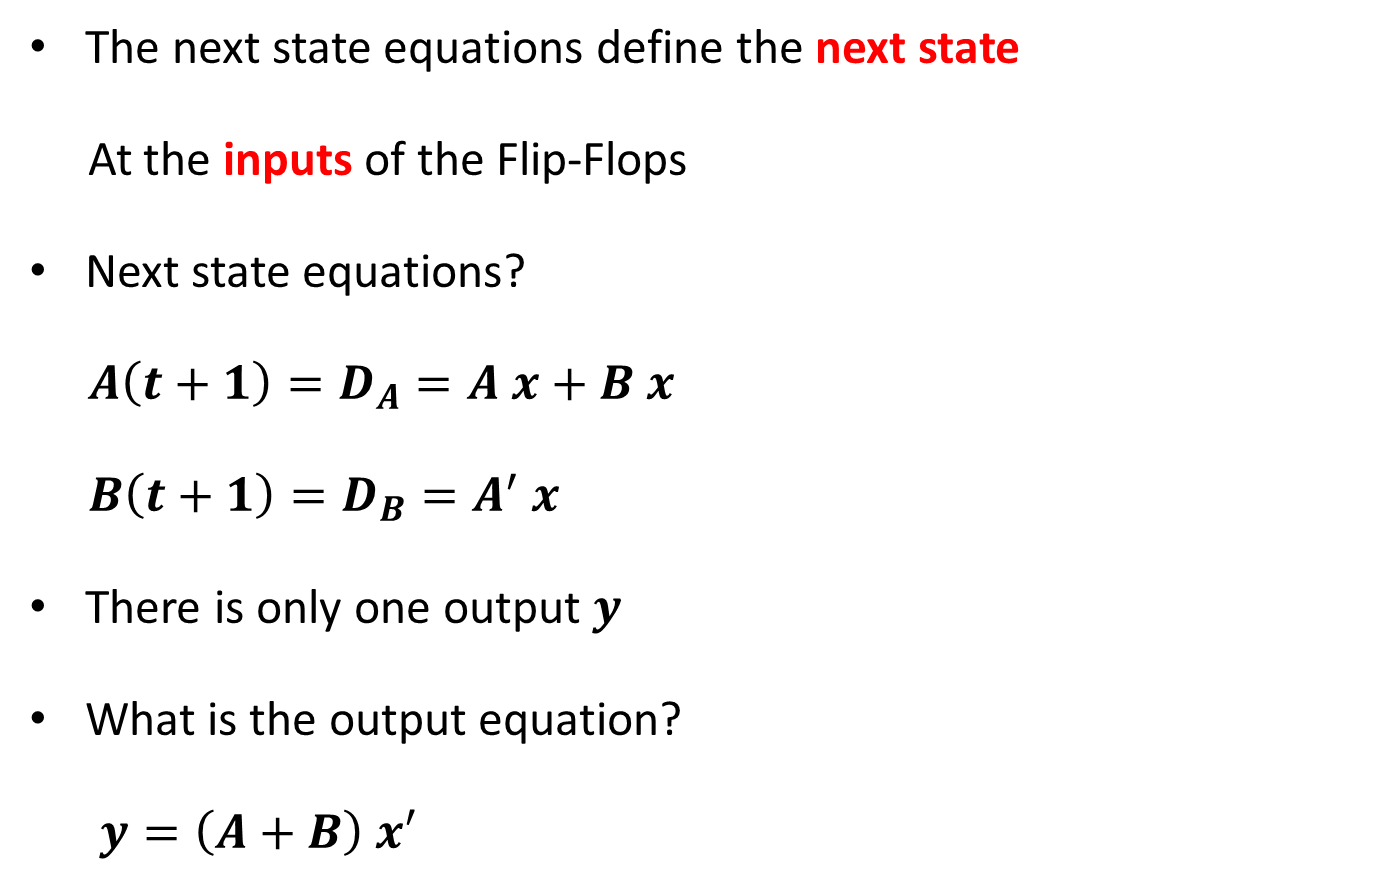 • The next state equations define the next state
At the inputs of the Flip-Flops
• Next state equations?
A(t + 1) = D_A = A x + B x
B(t + 1) = D_B = A′ x
• There is only one output y
• What is the output equation?
y = (A + B) x′